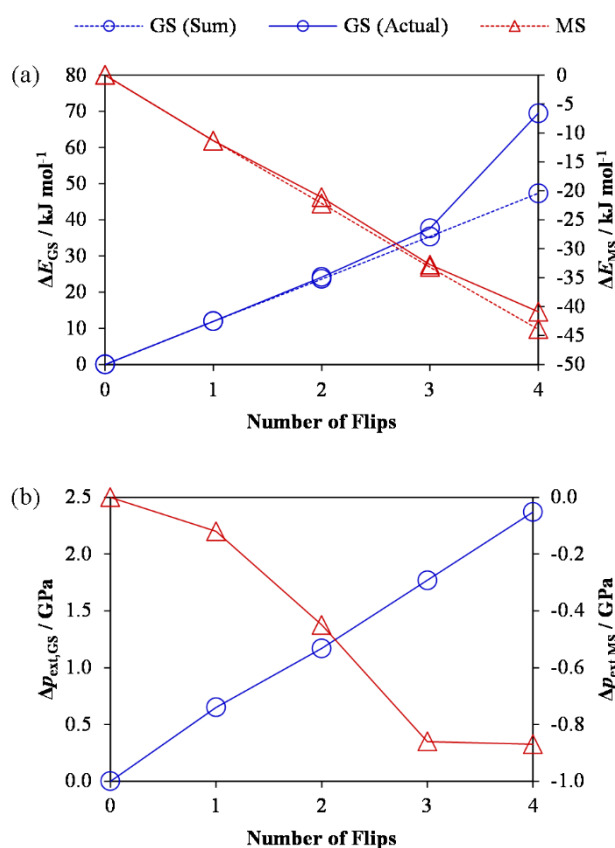 GS (Sum) GS (Actual) MS
(a)
80 0
70 -5
60 -10
50 -15
40 -20
30 -25
20 -30
10 -35
0 -40
-45
-50
ΔE_GS / kJ mol⁻¹
ΔE_MS / kJ mol⁻¹
0 1 2 3 4
Number of Flips
(b)
2.5 0.0
2.0 -0.2
1.5 -0.4
1.0 -0.6
0.5 -0.8
0.0 -1.0
Δp_ext,GS / GPa
Δp_ext,MS / GPa
0 1 2 3 4
Number of Flips